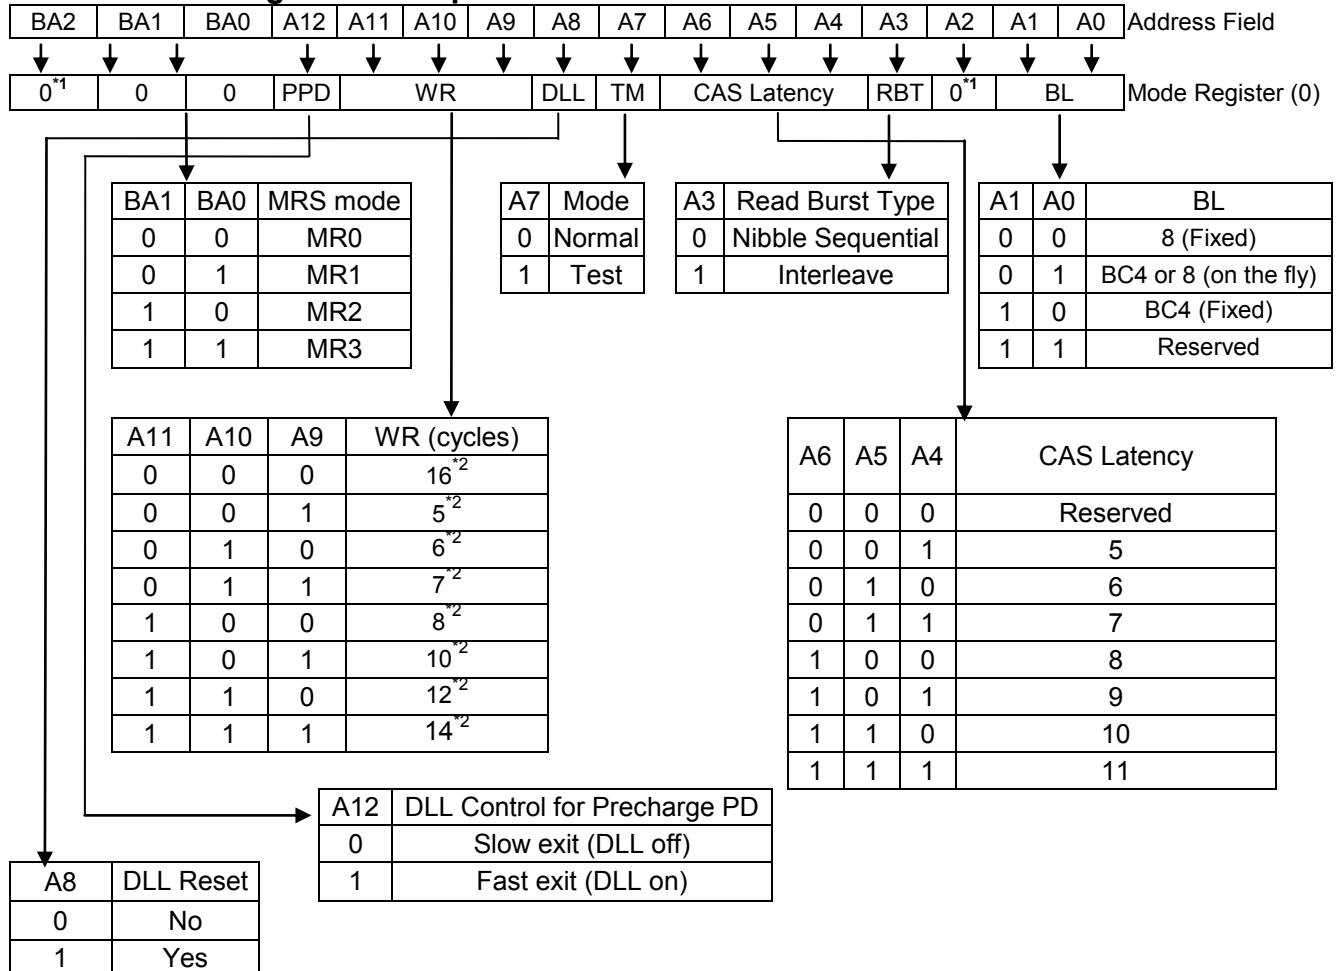 BA2 BA1 BA0 A12 A11 A10 A9 A8 A7 A6 A5 A4 A3 A2 A1 A0 Address Field
0*1 0 0 PPD WR DLL TM CAS Latency RBT 0*1 BL Mode Register (0)
BA1 BA0 MRS mode
0 0 MR0
0 1 MR1
1 0 MR2
1 1 MR3
A7 Mode
0 Normal
1 Test
A3 Read Burst Type
0 Nibble Sequential
1 Interleave
A1 A0 BL
0 0 8 (Fixed)
0 1 BC4 or 8 (on the fly)
1 0 BC4 (Fixed)
1 1 Reserved
A11 A10 A9 WR (cycles)
0 0 0 16*2
0 0 1 5*2
0 1 0 6*2
0 1 1 7*2
1 0 0 8*2
1 0 1 10*2
1 1 0 12*2
1 1 1 14*2
A6 A5 A4 CAS Latency
0 0 0 Reserved
0 0 1 5
0 1 0 6
0 1 1 7
1 0 0 8
1 0 1 9
1 1 0 10
1 1 1 11
A12 DLL Control for Precharge PD
0 Slow exit (DLL off)
1 Fast exit (DLL on)
A8 DLL Reset
0 No
1 Yes